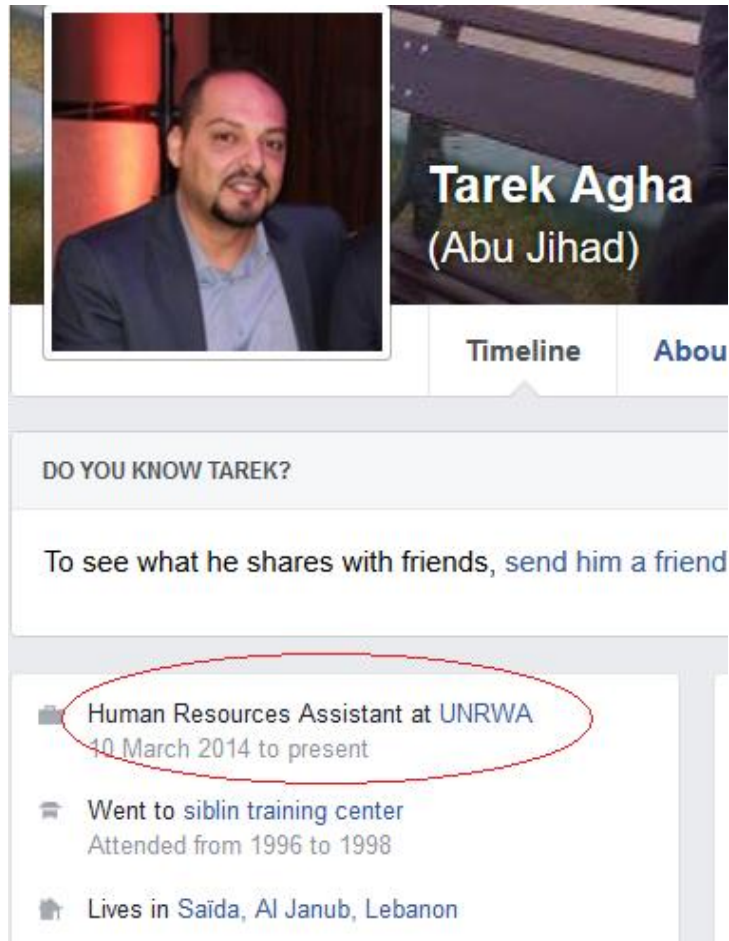 Tarek Agha
(Abu Jihad)
Timeline
Abou
DO YOU KNOW TAREK?
To see what he shares with friends, send him a friend
Human Resources Assistant at UNRWA
10 March 2014 to present
Went to siblin training center
Attended from 1996 to 1998
Lives in Saïda, Al Janub, Lebanon